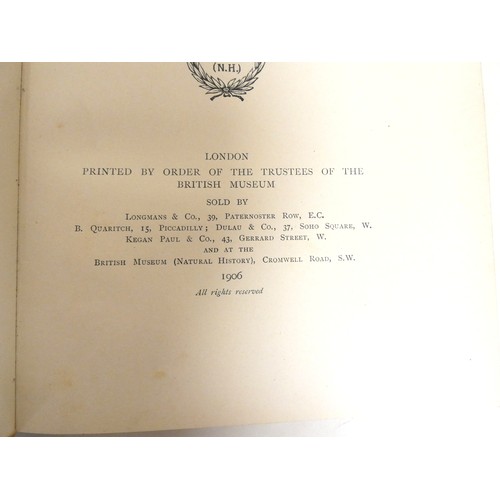 (N.H.)
LONDON
PRINTED BY ORDER OF THE TRUSTEES OF THE
BRITISH MUSEUM
SOLD BY
Longmans & Co., 39, Paternoster Row, E.C.
B. Quaritch, 15, Piccadilly; Dulau & Co., 37, Soho Square, W.
Kegan Paul & Co., 43, Gerrard Street, W.
AND AT THE
British Museum (Natural History), Cromwell Road, S.W.
1906
All rights reserved